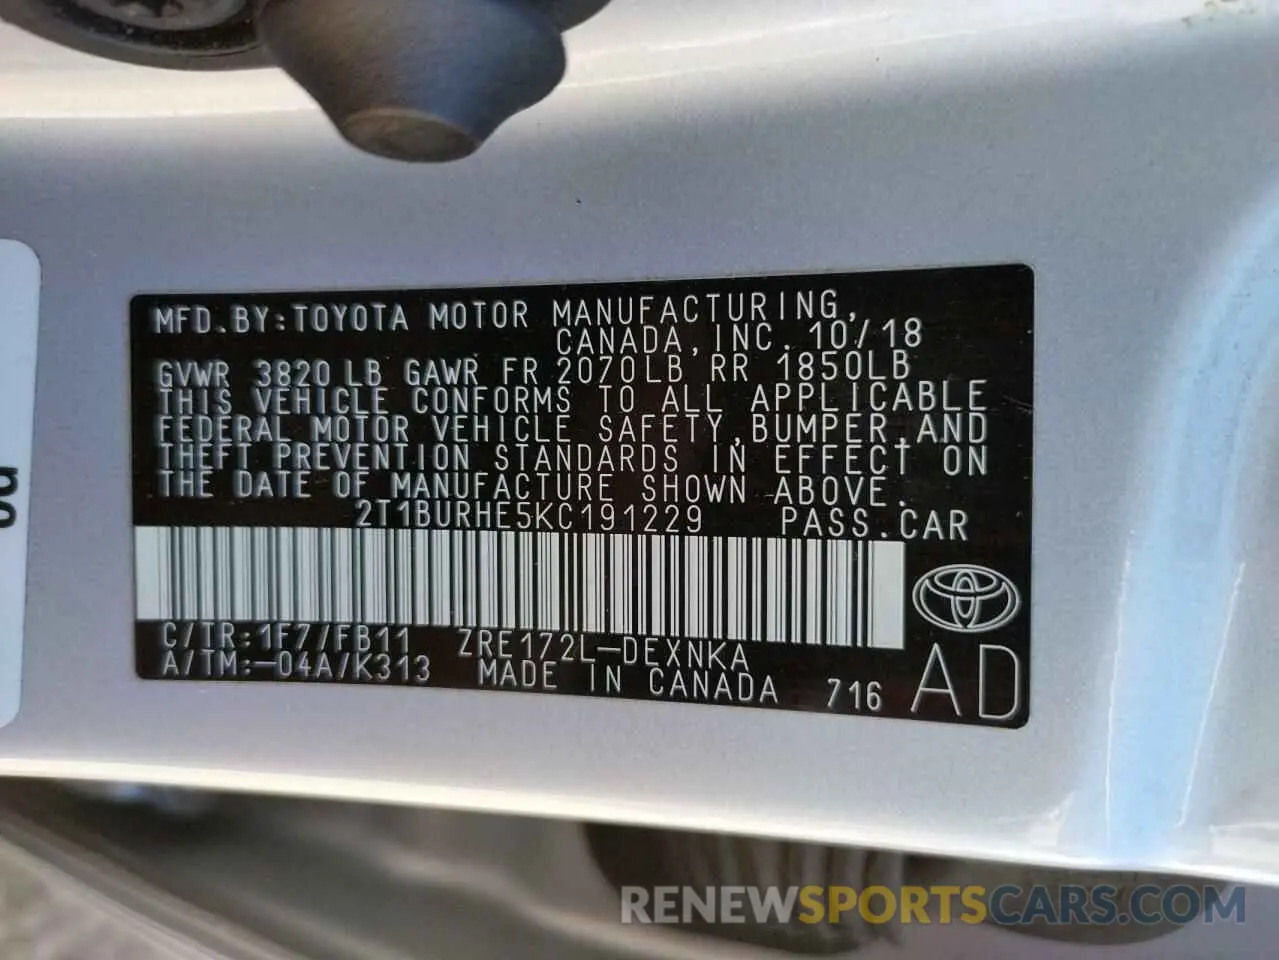 MFD.BY:TOYOTA MOTOR MANUFACTURING,
CANADA,INC. 10/18
GVWR 3820LB GAWR FR 2070LB RR 1850LB
THIS VEHICLE CONFORMS TO ALL APPLICABLE
FEDERAL MOTOR VEHICLE SAFETY,BUMPER,AND
THEFT PREVENTION STANDARDS IN EFFECT ON
THE DATE OF MANUFACTURE SHOWN ABOVE.
2T1BURHE5KC191229 PASS.CAR
C/TR:1F7/FB11 ZRE172L-DEXNKA
A/TM:-04A/K313 MADE IN CANADA 716 AD
RENEWSPORTSCARS.COM